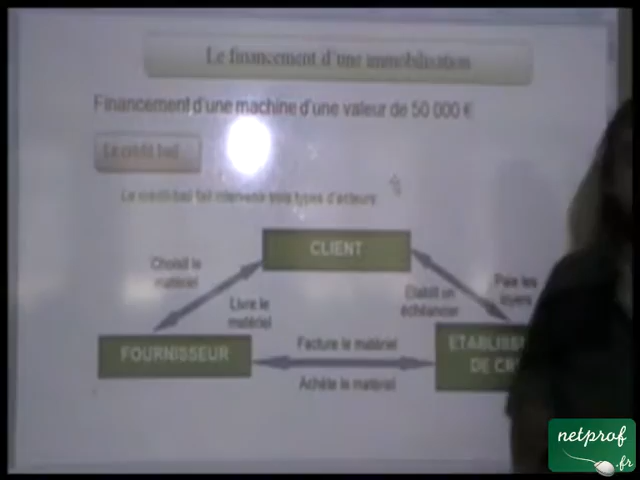 Le financement d'une immobilisation
Financement d'une machine d'une valeur de 50 000 €
Le crédit bail
Le crédit-bail fait intervenir trois types d'acteurs
CLIENT
Choisit le
matériel
Livre le
matériel
Etablit un
échéancier
Paie les
loyers
FOURNISSEUR
Facture le matériel
Achète le matériel
ETABLISS
DE CR
netprof
.fr